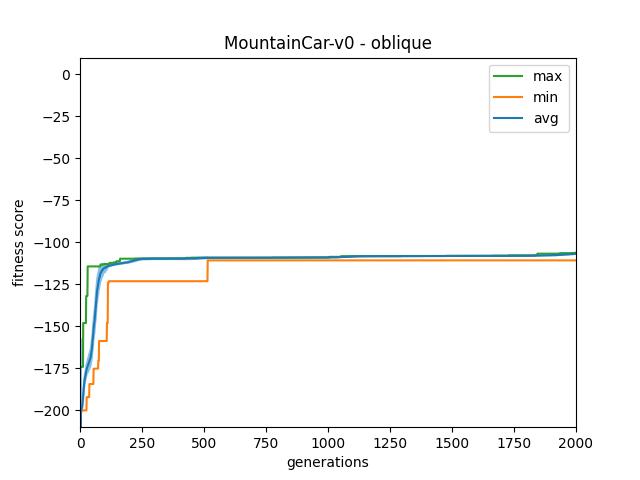 MountainCar-v0 - oblique
max
min
avg
fitness score
0
−25
−50
−75
−100
−125
−150
−175
−200
0 250 500 750 1000 1250 1500 1750 2000
generations